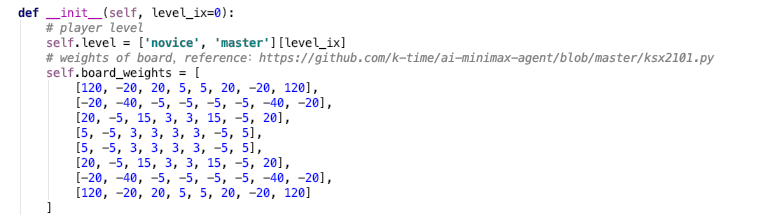 def __init__(self, level_ix=0):
    # player level
    self.level = ['novice', 'master'][level_ix]
    # weights of board, reference: https://github.com/k-time/ai-minimax-agent/blob/master/ksx2101.py
    self.board_weights = [
        [120, -20, 20, 5, 5, 20, -20, 120],
        [-20, -40, -5, -5, -5, -5, -40, -20],
        [20, -5, 15, 3, 3, 15, -5, 20],
        [5, -5, 3, 3, 3, 3, -5, 5],
        [5, -5, 3, 3, 3, 3, -5, 5],
        [20, -5, 15, 3, 3, 15, -5, 20],
        [-20, -40, -5, -5, -5, -5, -40, -20],
        [120, -20, 20, 5, 5, 20, -20, 120]
    ]